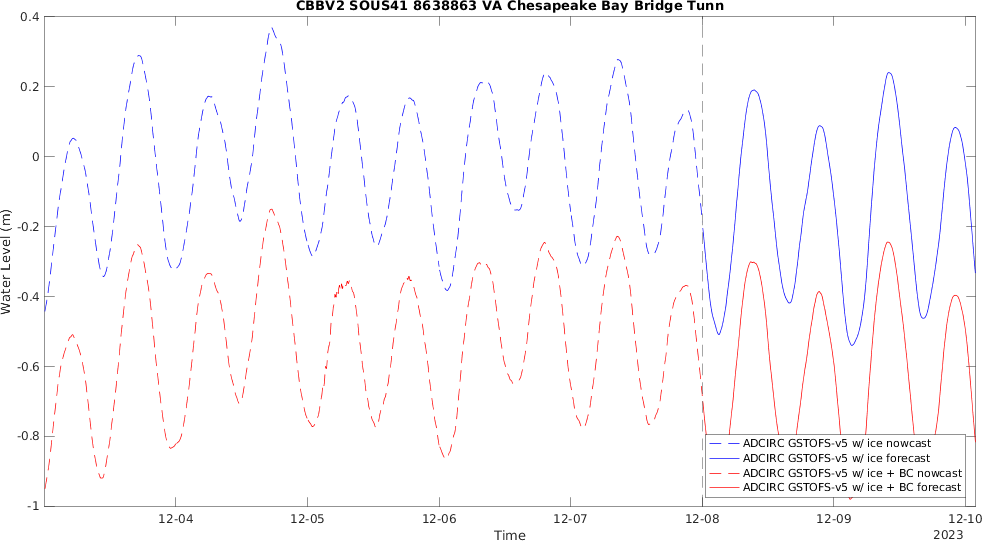 CBBV2 SOUS41 8638863 VA Chesapeake Bay Bridge Tunn
0.4
0.2
0
-0.2
-0.4
-0.6
-0.8
-1
Water Level (m)
12-04
12-05
12-06
12-07
12-08
12-09
12-10
Time
2023
ADCIRC GSTOFS-v5 w/ ice nowcast
ADCIRC GSTOFS-v5 w/ ice forecast
ADCIRC GSTOFS-v5 w/ ice + BC nowcast
ADCIRC GSTOFS-v5 w/ ice + BC forecast